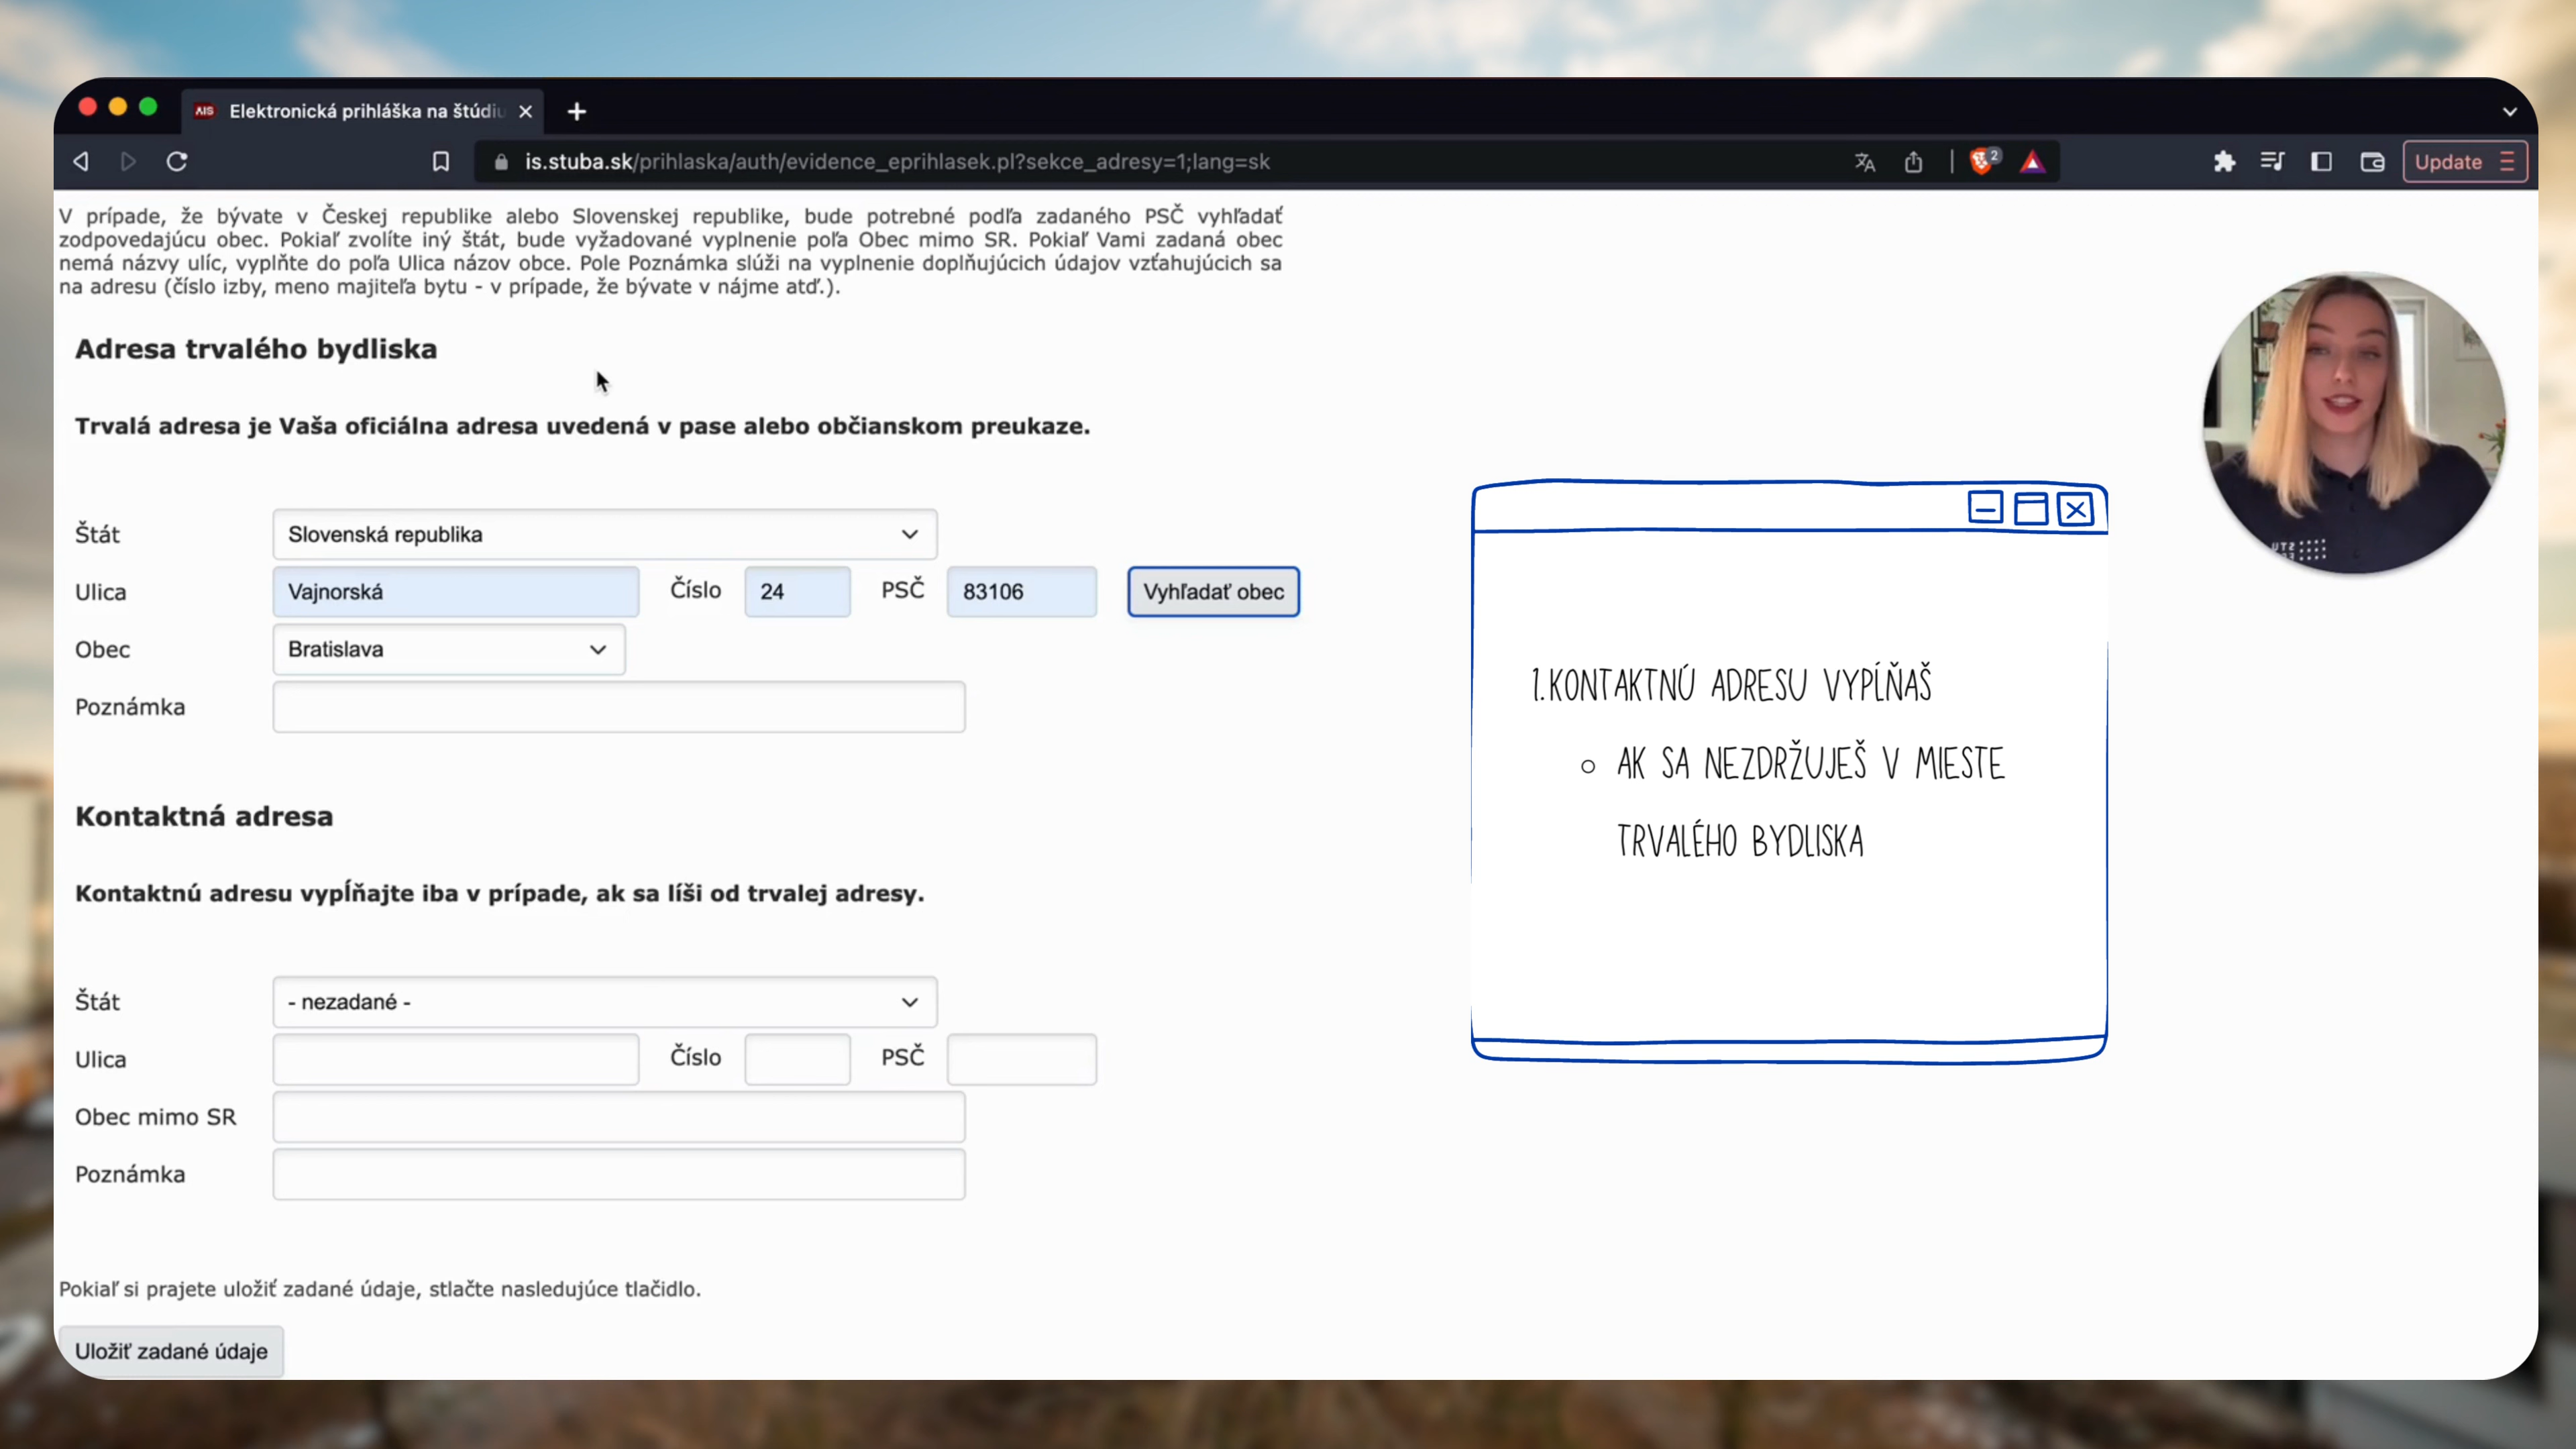 AIS Elektronická prihláška na štúdiu
is.stuba.sk/prihlaska/auth/evidence_eprihlasek.pl?sekce_adresy=1;lang=sk
2
Update
V prípade, že bývate v Českej republike alebo Slovenskej republike, bude potrebné podľa zadaného PSČ vyhľadať
zodpovedajúcu obec. Pokiaľ zvolíte iný štát, bude vyžadované vyplnenie poľa Obec mimo SR. Pokiaľ Vami zadaná obec
nemá názvy ulíc, vyplňte do poľa Ulica názov obce. Pole Poznámka slúži na vyplnenie doplňujúcich údajov vzťahujúcich sa
na adresu (číslo izby, meno majiteľa bytu - v prípade, že bývate v nájme atď.).
Adresa trvalého bydliska
Trvalá adresa je Vaša oficiálna adresa uvedená v pase alebo občianskom preukaze.
Štát Slovenská republika
Ulica Vajnorská Číslo 24 PSČ 83106 Vyhľadať obec
Obec Bratislava
Poznámka
Kontaktná adresa
Kontaktnú adresu vypĺňajte iba v prípade, ak sa líši od trvalej adresy.
Štát - nezadané -
Ulica Číslo PSČ
Obec mimo SR
Poznámka
Pokiaľ si prajete uložiť zadané údaje, stlačte nasledujúce tlačidlo.
Uložiť zadané údaje
1.KONTAKTNÚ ADRESU VYPĹŇAŠ
AK SA NEZDRŽUJEŠ V MIESTE
TRVALÉHO BYDLISKA